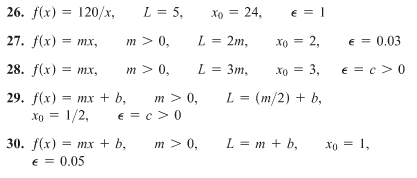 26. f(x) = 120/x, L = 5, x₀ = 24, ϵ = 1
27. f(x) = mx, m > 0, L = 2m, x₀ = 2, ϵ = 0.03
28. f(x) = mx, m > 0, L = 3m, x₀ = 3, ϵ = c > 0
29. f(x) = mx + b, m > 0, L = (m/2) + b,
x₀ = 1/2, ϵ = c > 0
30. f(x) = mx + b, m > 0, L = m + b, x₀ = 1,
ϵ = 0.05